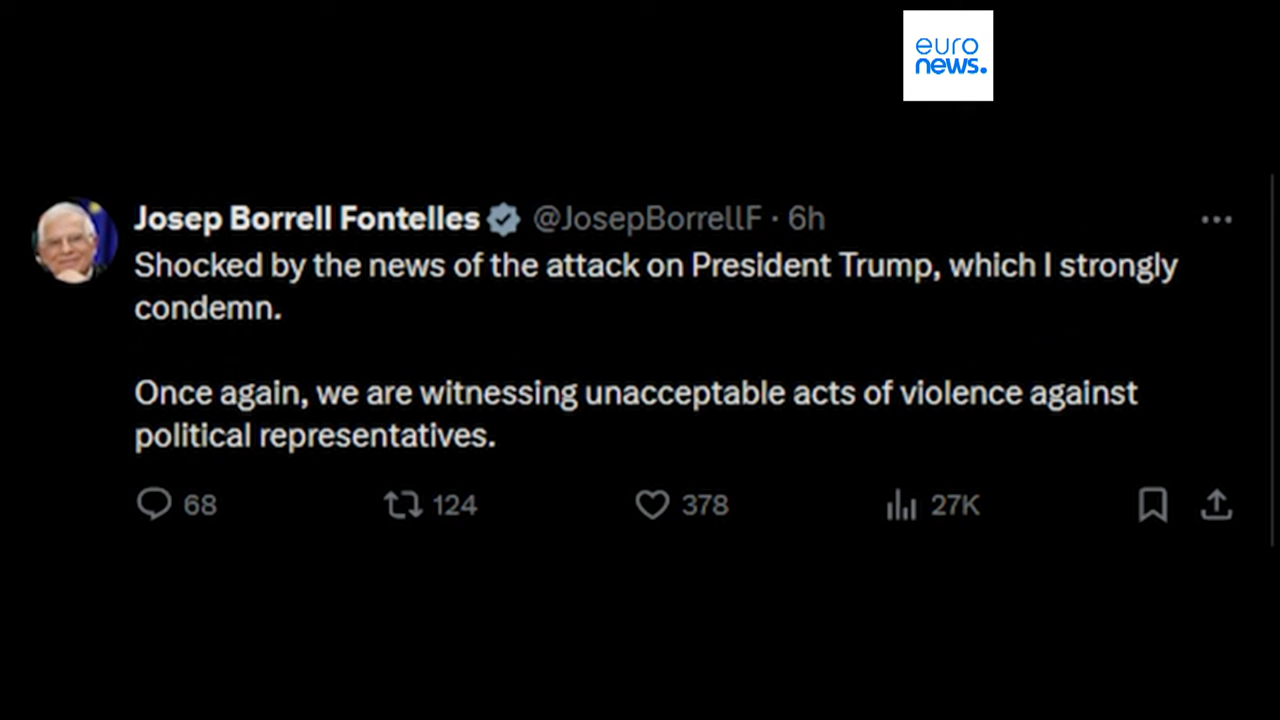 euro
news.
Josep Borrell Fontelles @JosepBorrellF · 6h
Shocked by the news of the attack on President Trump, which I strongly
condemn.
Once again, we are witnessing unacceptable acts of violence against
political representatives.
68 124 378 27K